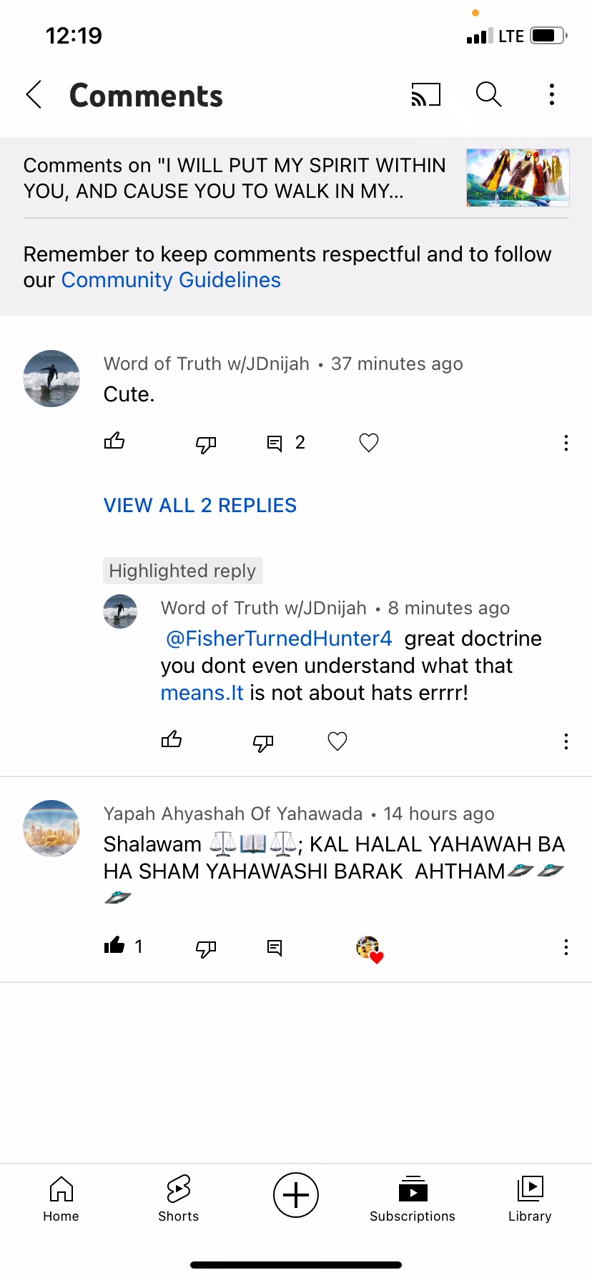 12:19
LTE
Comments
Comments on "I WILL PUT MY SPIRIT WITHIN
YOU, AND CAUSE YOU TO WALK IN MY...
Remember to keep comments respectful and to follow
our Community Guidelines
Word of Truth w/JDnijah • 37 minutes ago
Cute.
2
VIEW ALL 2 REPLIES
Highlighted reply
Word of Truth w/JDnijah • 8 minutes ago
@FisherTurnedHunter4 great doctrine
you dont even understand what that
means.It is not about hats errrr!
Yapah Ahyashah Of Yahawada • 14 hours ago
Shalawam ⚖️📖⚖️; KAL HALAL YAHAWAH BA
HA SHAM YAHAWASHI BARAK AHTHAM🛸🛸
🛸
1
Home Shorts Subscriptions Library